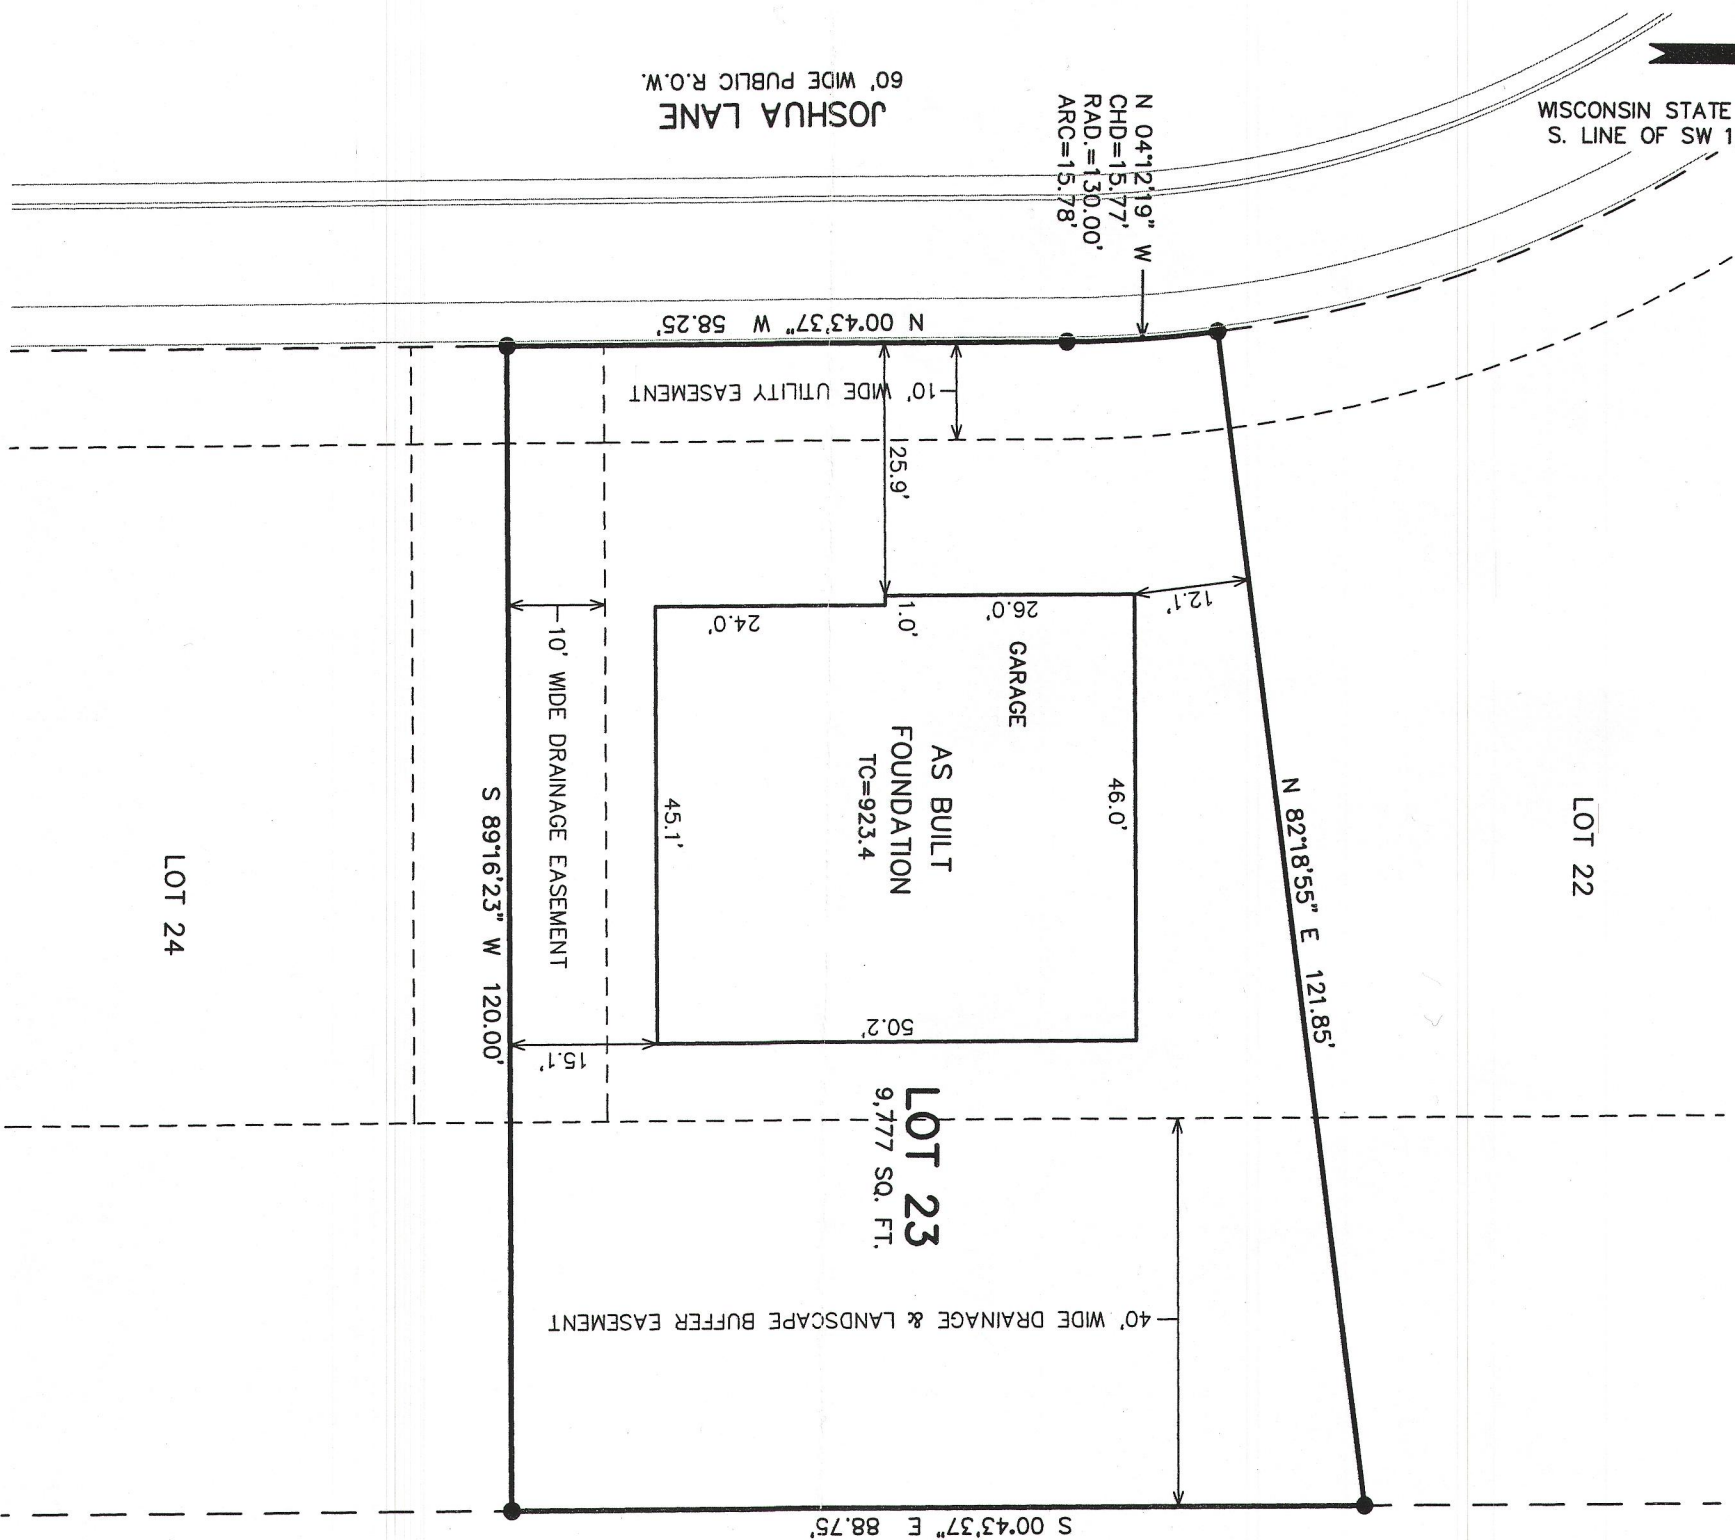 WISCONSIN STATE
S. LINE OF SW 1
JOSHUA LANE
60' WIDE PUBLIC R.O.W.
N 04°12'19" W
CHD=15.77'
RAD.=130.00'
ARC=15.78'
N 00°43'37" W 58.25'
10' WIDE UTILITY EASEMENT
25.9'
1.0'
26.0'
24.0'
12.1'
GARAGE
AS BUILT
FOUNDATION
TC=923.4
46.0'
45.1'
50.2'
15.1'
10' WIDE DRAINAGE EASEMENT
S 89°16'23" W 120.00'
N 82°18'55" E 121.85'
LOT 22
LOT 24
LOT 23
9,777 SQ. FT.
40' WIDE DRAINAGE & LANDSCAPE BUFFER EASEMENT
S 00°43'37" E 88.75'